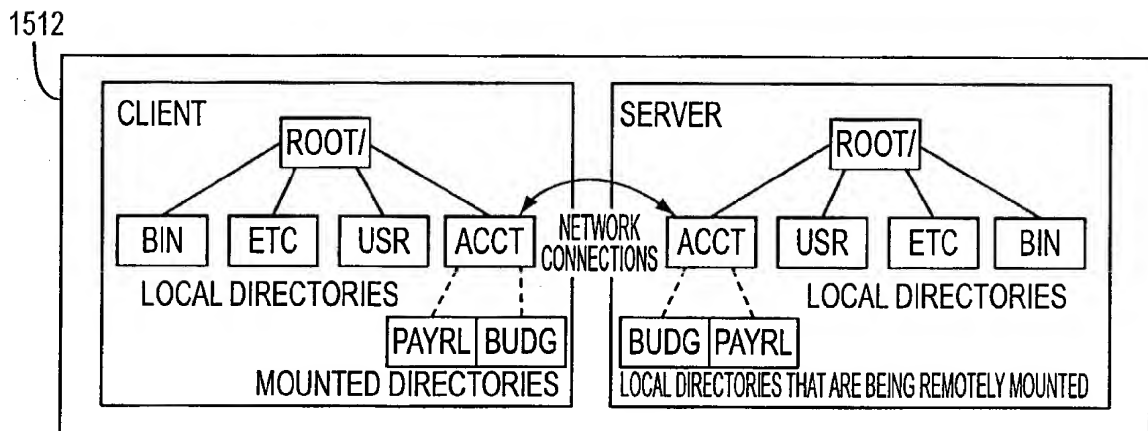 1512
CLIENT
ROOT/
BIN
ETC
USR
ACCT
LOCAL DIRECTORIES
PAYRL
BUDG
MOUNTED DIRECTORIES
NETWORK
CONNECTIONS
SERVER
ROOT/
ACCT
USR
ETC
BIN
LOCAL DIRECTORIES
BUDG
PAYRL
LOCAL DIRECTORIES THAT ARE BEING REMOTELY MOUNTED